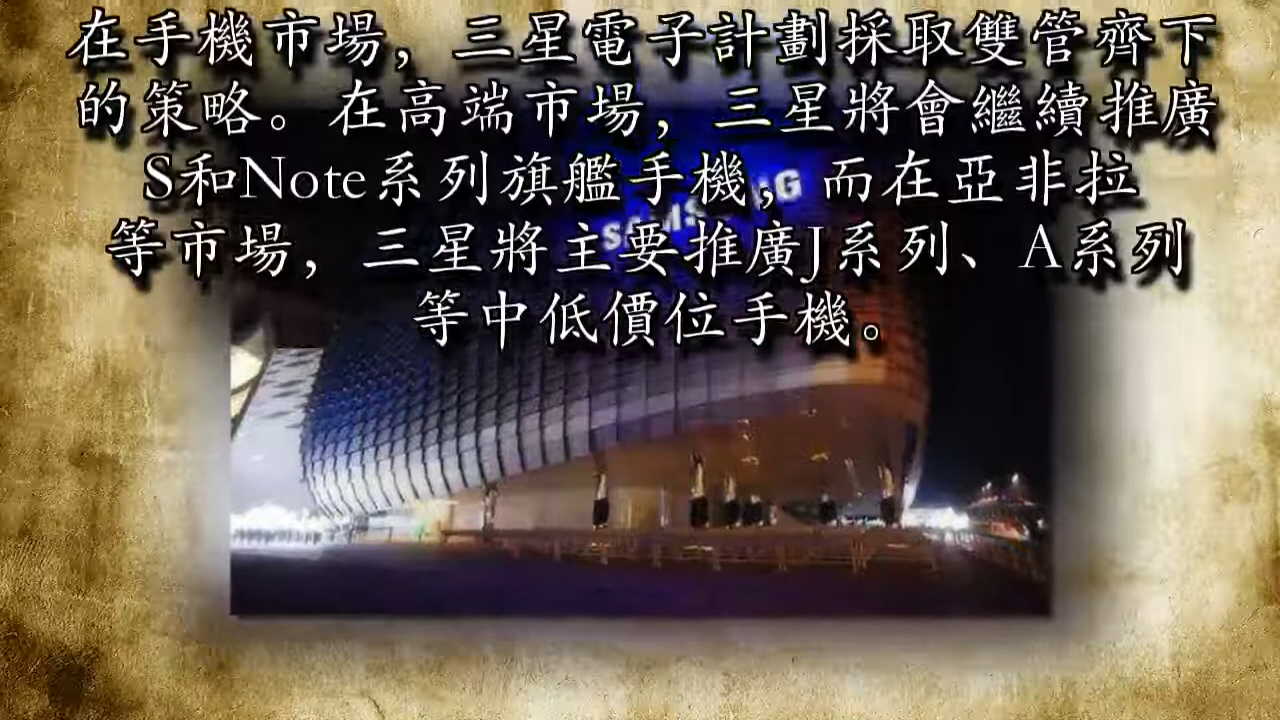 在手機市場，三星電子計劃採取雙管齊下
的策略。在高端市場，三星將會繼續推廣
S和Note系列旗艦手機，而在亞非拉
等市場，三星將主要推廣J系列、A系列
等中低價位手機。
SAMSUNG